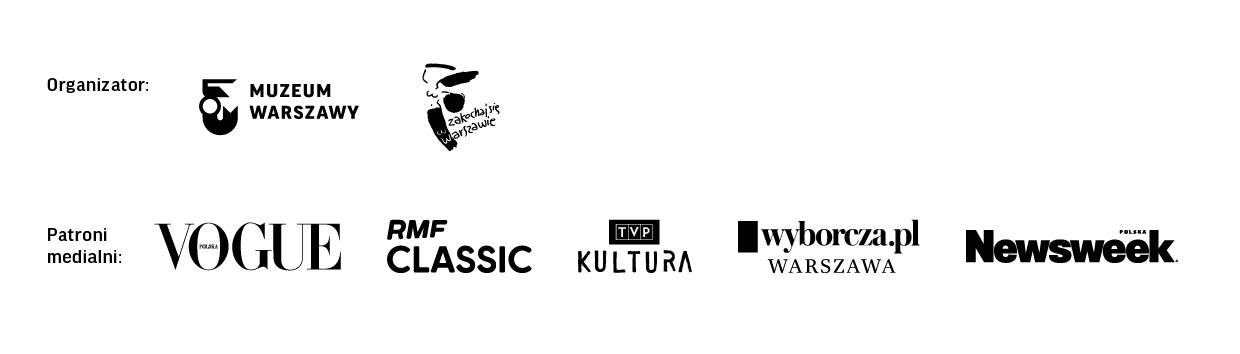 Organizator:
MUZEUM
WARSZAWY
zakochaj się
w warszawie
Patroni
medialni:
VOGUE
POLSKA
RMF
CLASSIC
TVP
KULTURA
wyborcza.pl
WARSZAWA
POLSKA
Newsweek